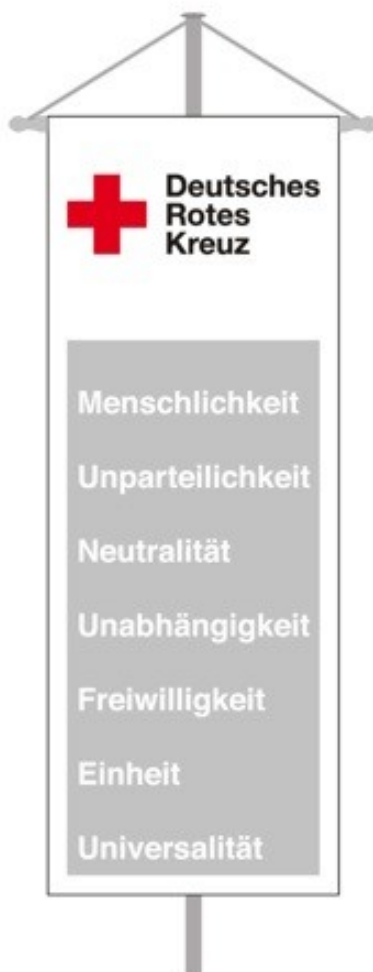 Deutsches
Rotes
Kreuz
Menschlichkeit
Unparteilichkeit
Neutralität
Unabhängigkeit
Freiwilligkeit
Einheit
Universalität